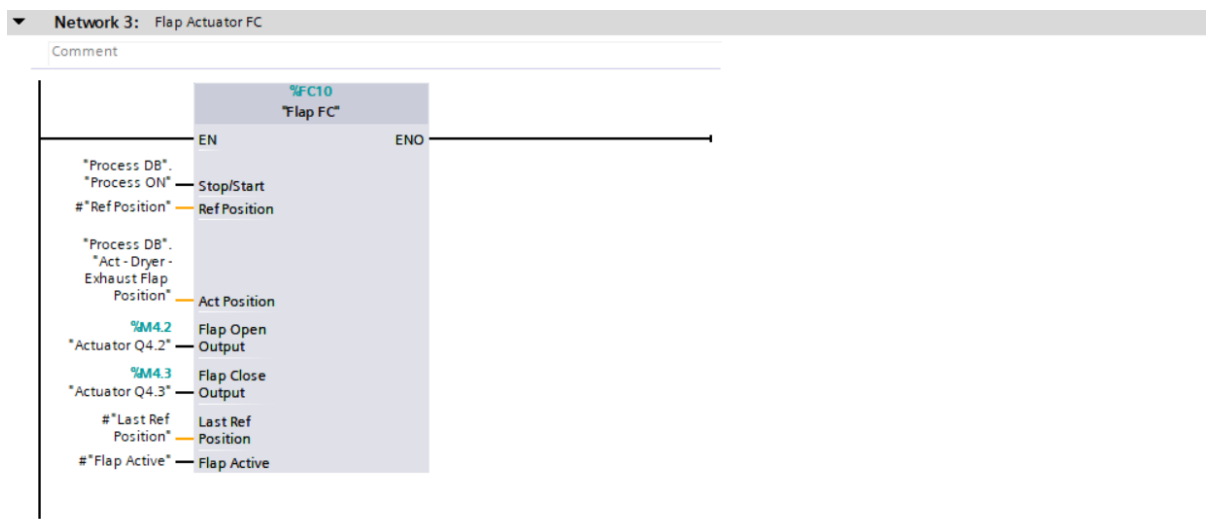 Network 3: Flap Actuator FC
Comment
%FC10
"Flap FC"
EN
ENO
"Process DB".
"Process ON"
Stop/Start
#"Ref Position"
Ref Position
"Process DB".
"Act - Dryer -
Exhaust Flap
Position"
Act Position
%M4.2
"Actuator Q4.2"
Flap Open
Output
%M4.3
"Actuator Q4.3"
Flap Close
Output
#"Last Ref
Position"
Last Ref
Position
#"Flap Active"
Flap Active